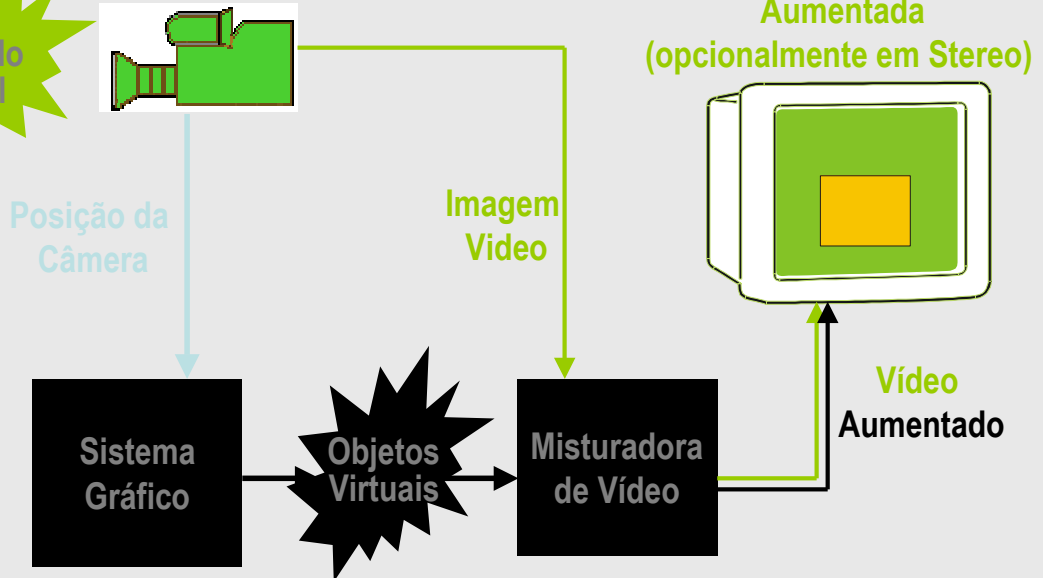 Aumentada
(opcionalmente em Stereo)
Posição da
Câmera
Imagem
Video
Vídeo
Aumentado
Sistema
Gráfico
Objetos
Virtuais
Misturadora
de Vídeo